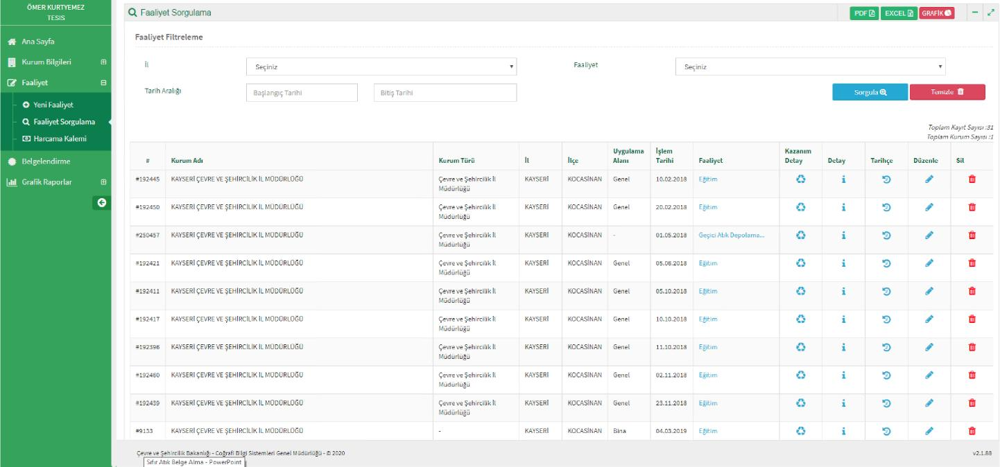 ÖMER KURTYEMEZ
TESIS
Ana Sayfa
Kurum Bilgileri
Faaliyet
Yeni Faaliyet
Faaliyet Sorgulama
Harcama Kalemi
Belgelendirme
Grafik Raporlar
Faaliyet Sorgulama
PDF EXCEL GRAFİK
Faaliyet Filtreleme
İl Seçiniz Faaliyet Seçiniz
Tarih Aralığı Başlangıç Tarihi Bitiş Tarihi Sorgula Temizle
Toplam Kayıt Sayısı :31
Toplam Kurum Sayısı :1
# Kurum Adı Kurum Türü İl İlçe Uygulama Alanı İşlem Tarihi Faaliyet Kazanım Detay Detay Tarihçe Düzenle Sil
#192445 KAYSERİ ÇEVRE VE ŞEHİRCİLİK İL MÜDÜRLÜĞÜ Çevre ve Şehircilik İl KAYSERİ KOCASİNAN Genel 10.02.2018 Eğitim
Müdürlüğü
#192450 KAYSERİ ÇEVRE VE ŞEHİRCİLİK İL MÜDÜRLÜĞÜ Çevre ve Şehircilik İl KAYSERİ KOCASİNAN Genel 20.02.2018 Eğitim
Müdürlüğü
#250457 KAYSERİ ÇEVRE VE ŞEHİRCİLİK İL MÜDÜRLÜĞÜ Çevre ve Şehircilik İl KAYSERİ KOCASİNAN - 01.05.2018 Geçici Atık Depolama...
Müdürlüğü
#192421 KAYSERİ ÇEVRE VE ŞEHİRCİLİK İL MÜDÜRLÜĞÜ Çevre ve Şehircilik İl KAYSERİ KOCASİNAN Genel 05.06.2018 Eğitim
Müdürlüğü
#192411 KAYSERİ ÇEVRE VE ŞEHİRCİLİK İL MÜDÜRLÜĞÜ Çevre ve Şehircilik İl KAYSERİ KOCASİNAN Genel 05.10.2018 Eğitim
Müdürlüğü
#192417 KAYSERİ ÇEVRE VE ŞEHİRCİLİK İL MÜDÜRLÜĞÜ Çevre ve Şehircilik İl KAYSERİ KOCASİNAN Genel 10.10.2018 Eğitim
Müdürlüğü
#192396 KAYSERİ ÇEVRE VE ŞEHİRCİLİK İL MÜDÜRLÜĞÜ Çevre ve Şehircilik İl KAYSERİ KOCASİNAN Genel 11.10.2018 Eğitim
Müdürlüğü
#192460 KAYSERİ ÇEVRE VE ŞEHİRCİLİK İL MÜDÜRLÜĞÜ Çevre ve Şehircilik İl KAYSERİ KOCASİNAN Genel 02.11.2018 Eğitim
Müdürlüğü
#192439 KAYSERİ ÇEVRE VE ŞEHİRCİLİK İL MÜDÜRLÜĞÜ Çevre ve Şehircilik İl KAYSERİ KOCASİNAN Genel 23.11.2018 Eğitim
Müdürlüğü
#9133 KAYSERİ ÇEVRE VE ŞEHİRCİLİK İL MÜDÜRLÜĞÜ - KAYSERİ KOCASİNAN Bina 04.03.2019 Eğitim
Çevre ve Şehircilik Bakanlığı - Coğrafi Bilgi Sistemleri Genel Müdürlüğü - © 2020 v2.1.88
Sıfır Atık Belge Alma - PowerPoint